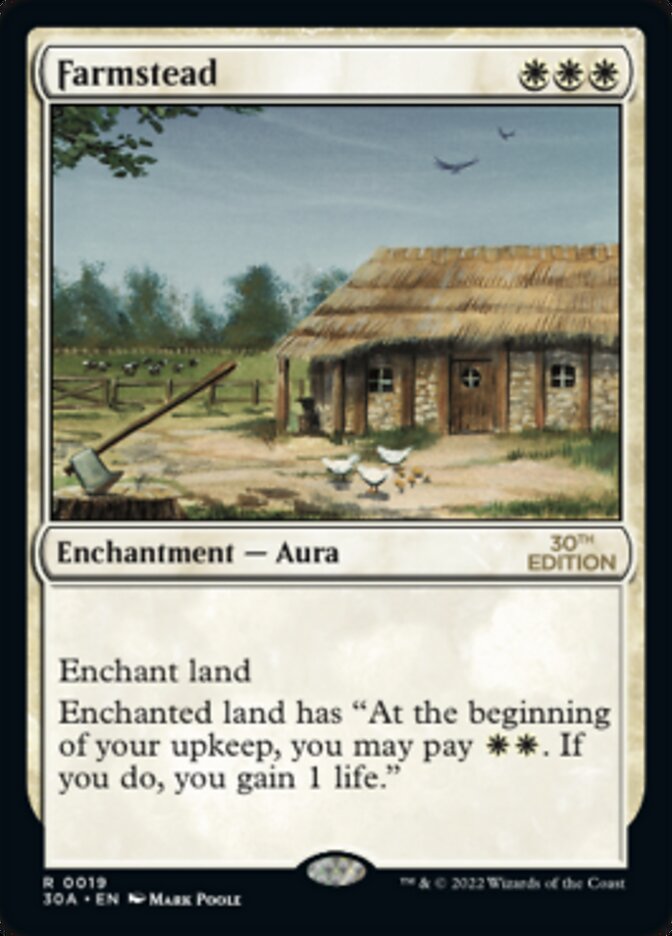 Farmstead
Enchantment — Aura
30TH
EDITION
Enchant land
Enchanted land has “At the beginning
of your upkeep, you may pay . If
you do, you gain 1 life.”
R 0019
30A • EN Mark Poole
™ & © 2022 Wizards of the Coast